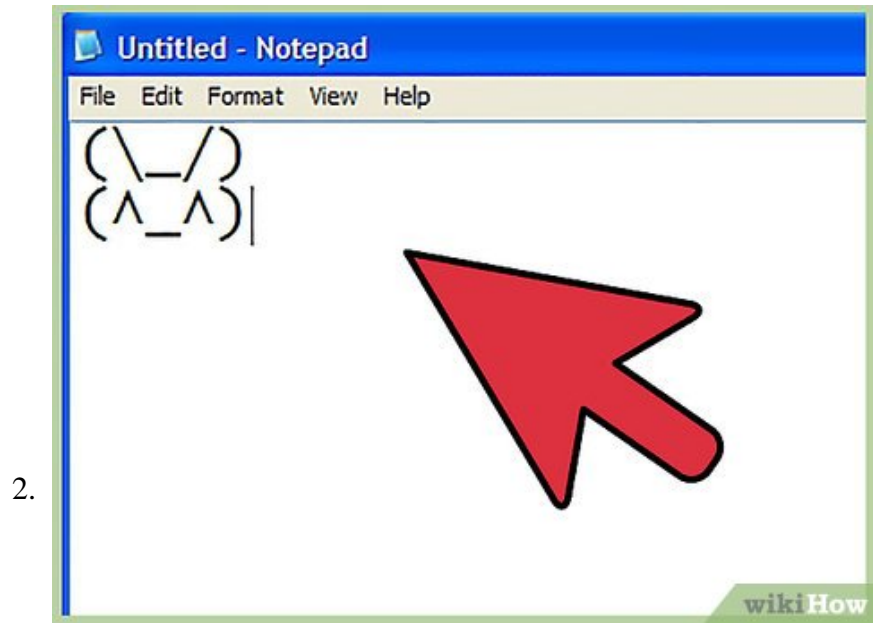 Untitled - Notepad
File Edit Format View Help
(\_/)
(^_^)
2.
wikiHow